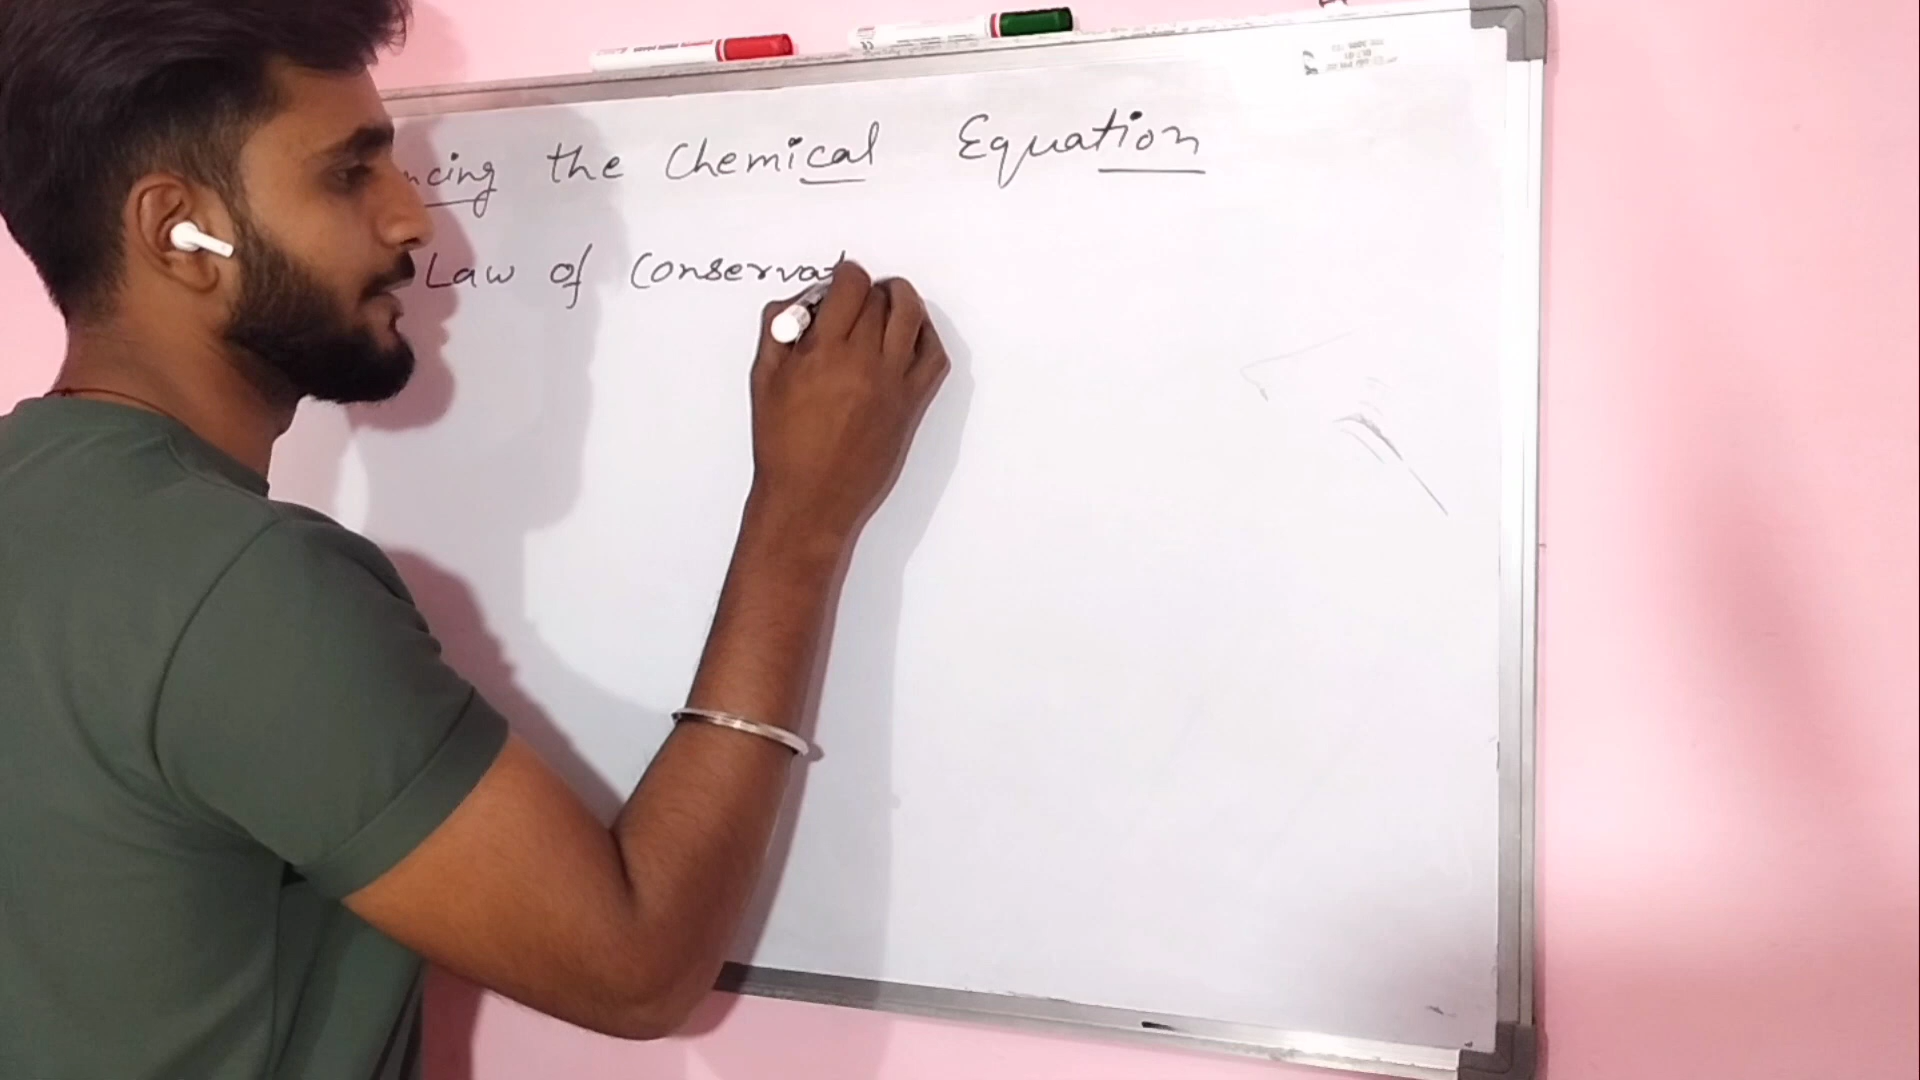 ncing the Chemical Equation
Law of Conservat